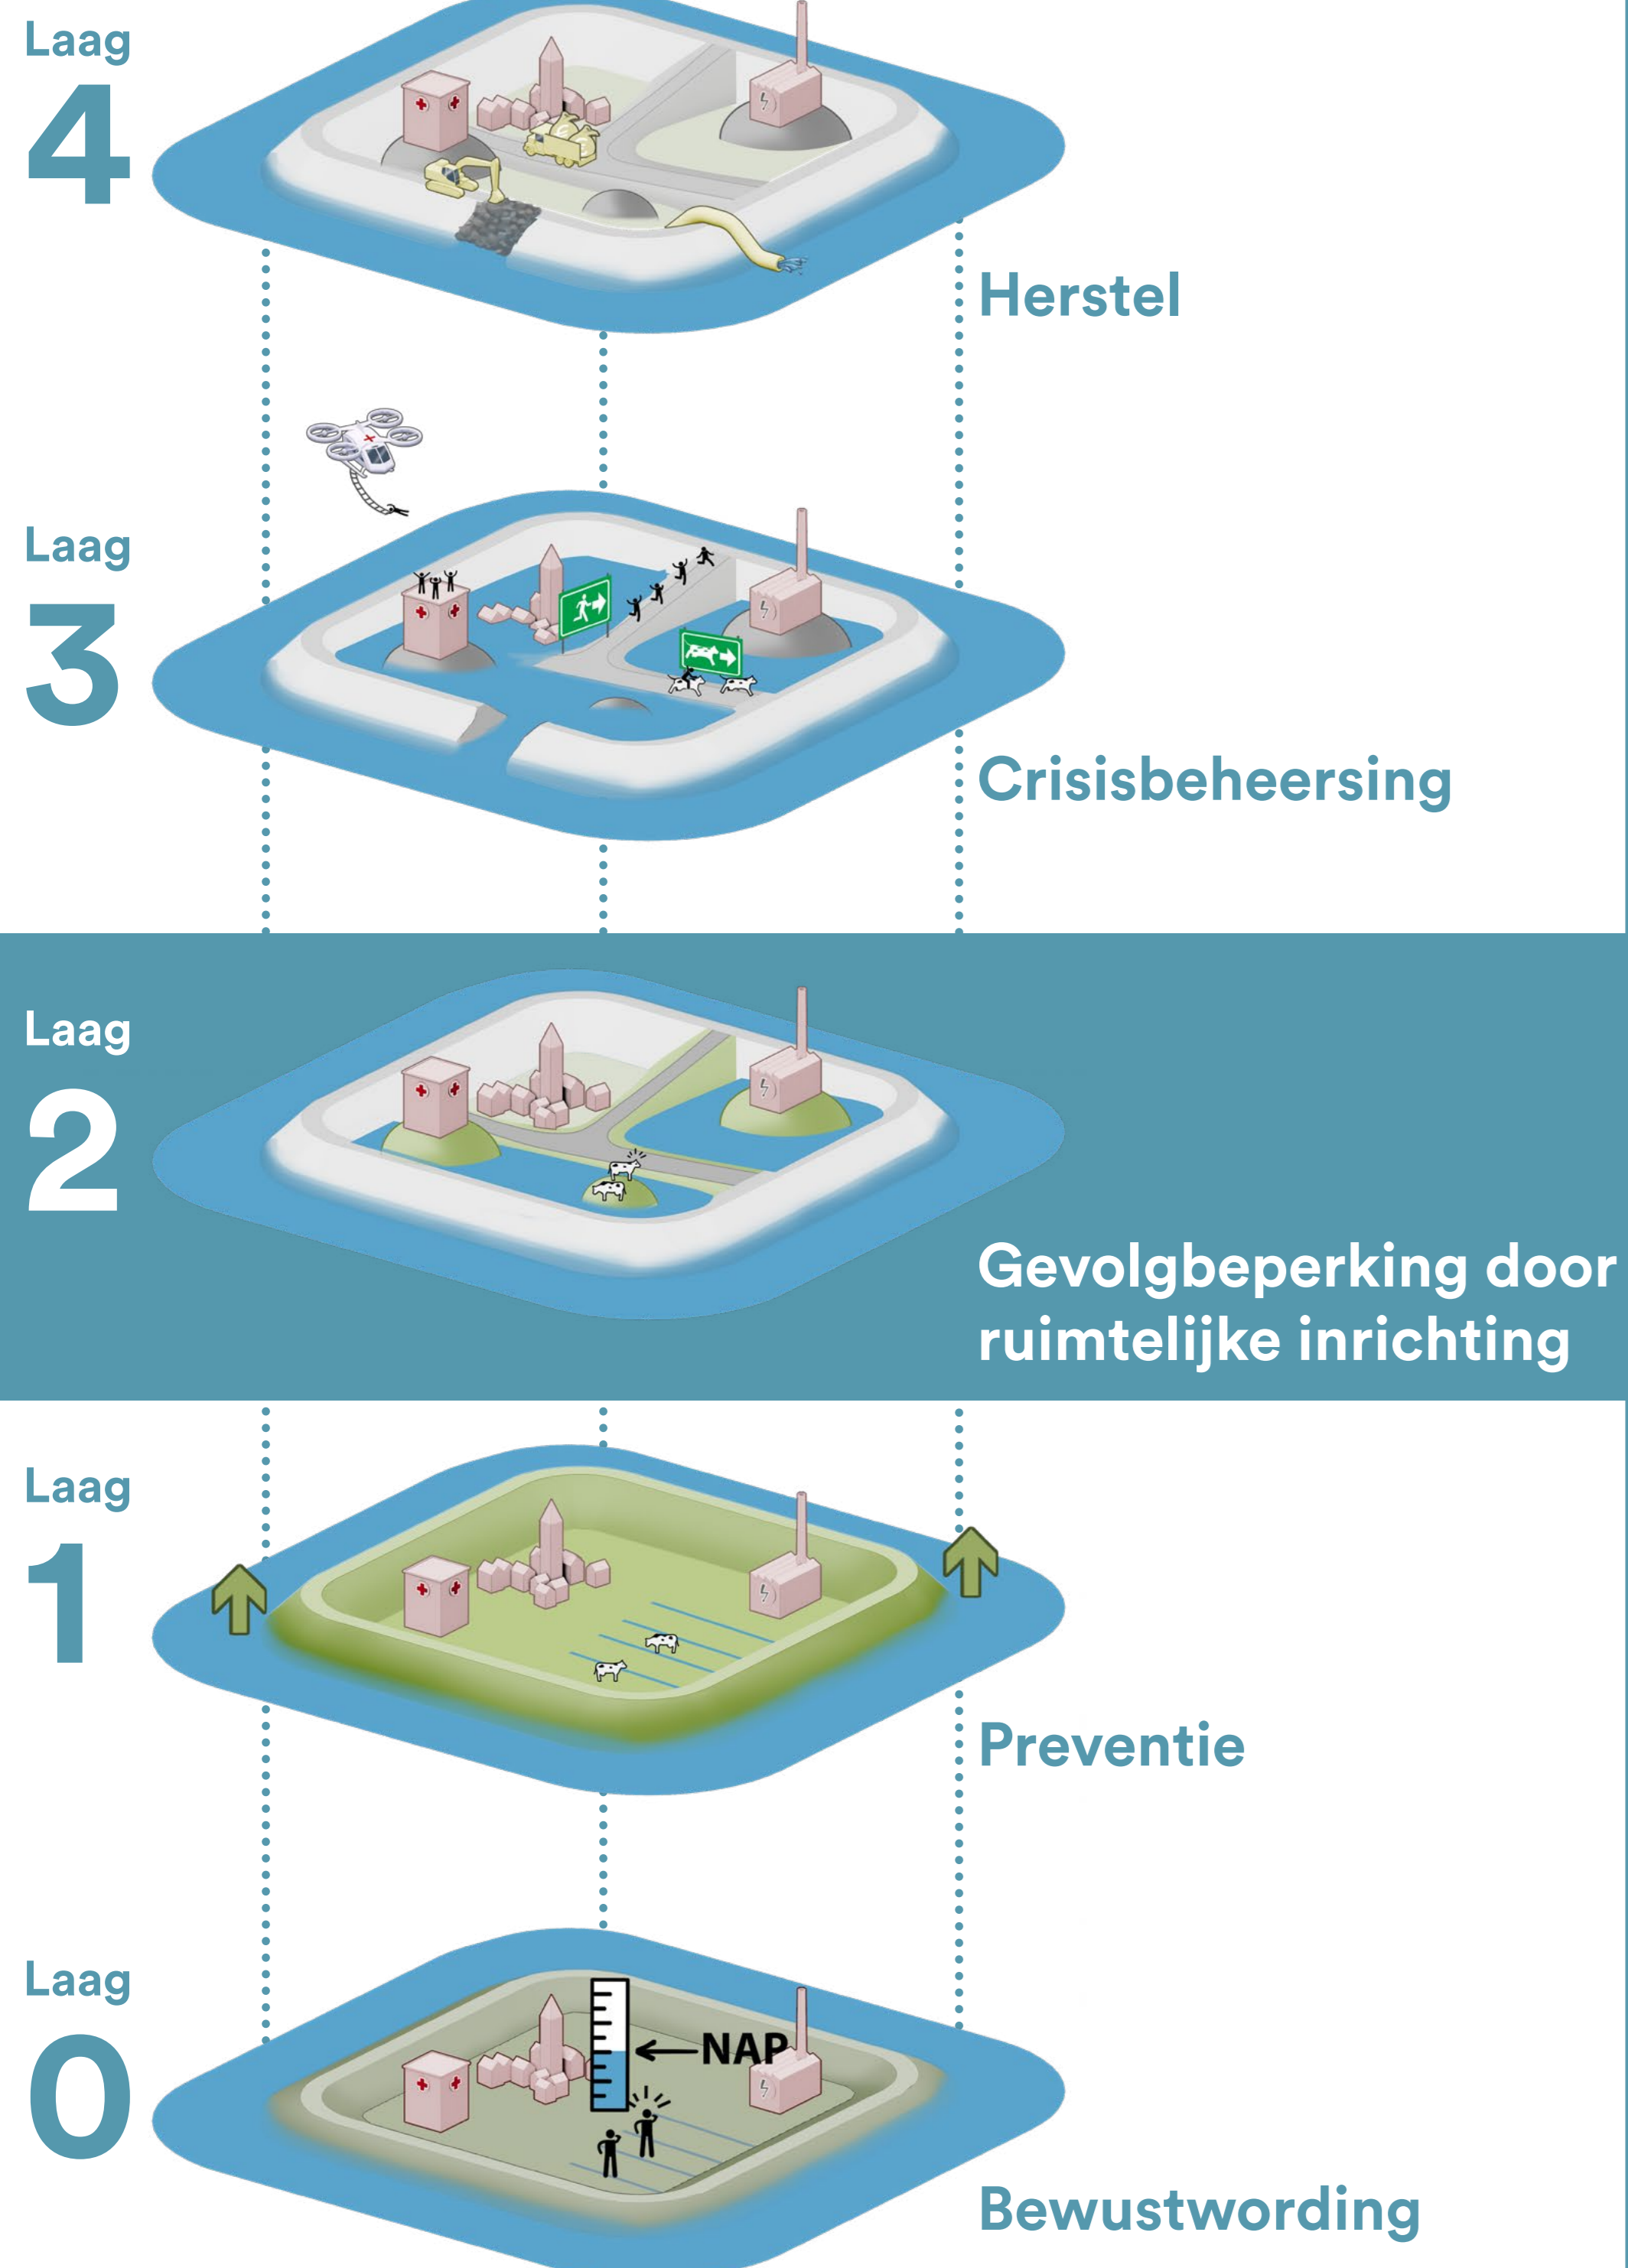 Laag
4
Herstel
Laag
3
Crisisbeheersing
Laag
2
Gevolgbeperking door
ruimtelijke inrichting
Laag
1
Preventie
Laag
0
NAP
Bewustwording